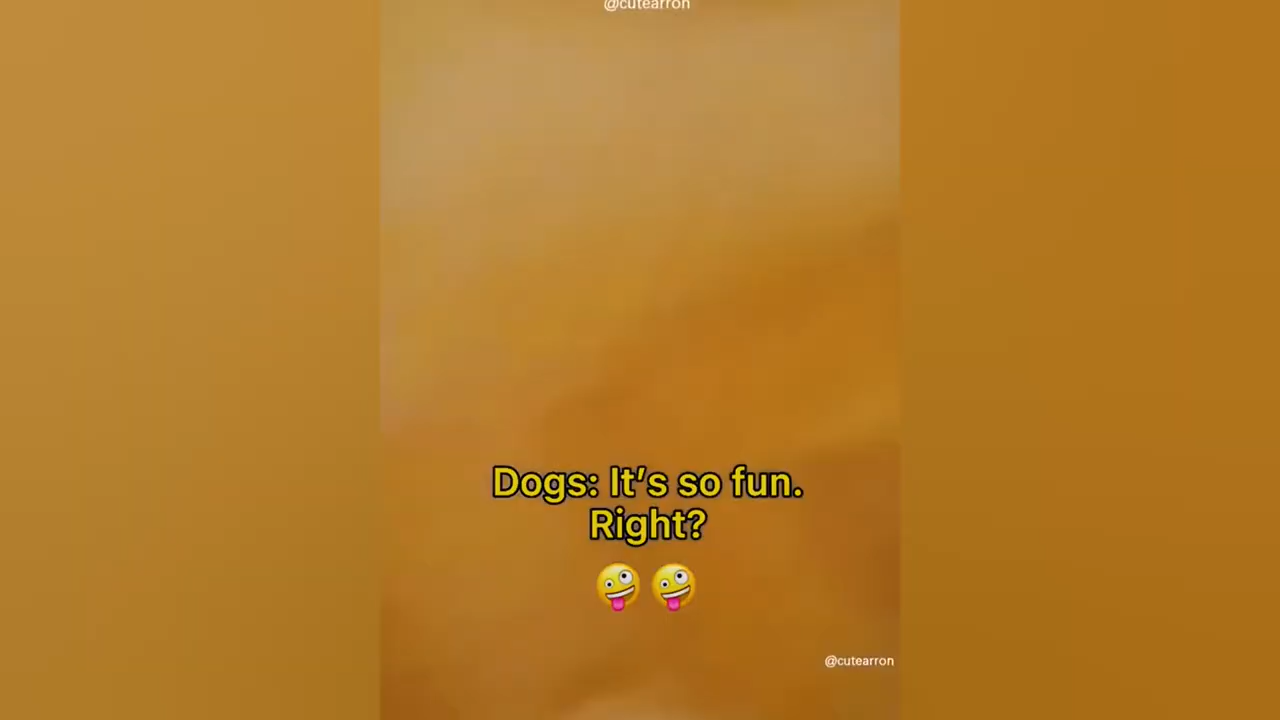 @cutearron
Dogs: It's so fun.
Right?
🤪 🤪
@cutearron